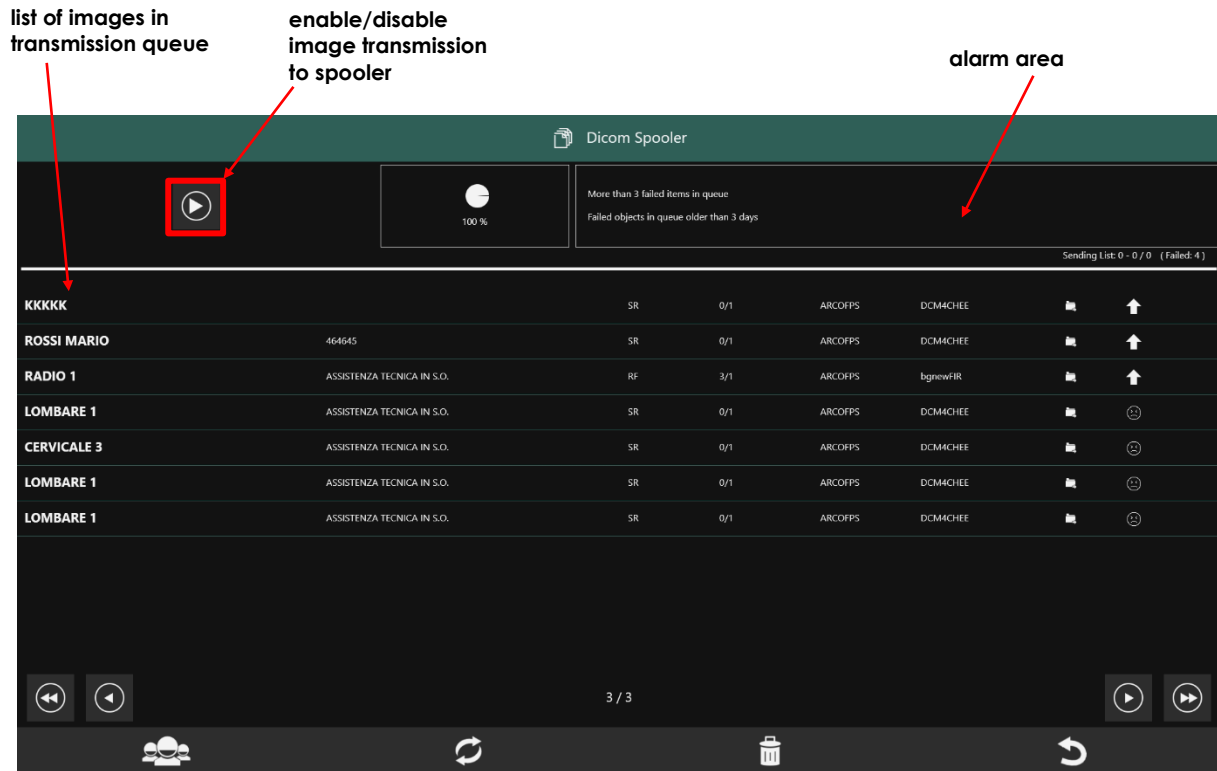 list of images in
transmission queue
enable/disable
image transmission
to spooler
alarm area
Dicom Spooler
100 %
More than 3 failed items in queue
Failed objects in queue older than 3 days
Sending List: 0 - 0 / 0 ( Failed: 4 )
KKKKK SR 0/1 ARCOFPS DCM4CHEE
ROSSI MARIO 464645 SR 0/1 ARCOFPS DCM4CHEE
RADIO 1 ASSISTENZA TECNICA IN S.O. RF 3/1 ARCOFPS bgnewFIR
LOMBARE 1 ASSISTENZA TECNICA IN S.O. SR 0/1 ARCOFPS DCM4CHEE
CERVICALE 3 ASSISTENZA TECNICA IN S.O. SR 0/1 ARCOFPS DCM4CHEE
LOMBARE 1 ASSISTENZA TECNICA IN S.O. SR 0/1 ARCOFPS DCM4CHEE
LOMBARE 1 ASSISTENZA TECNICA IN S.O. SR 0/1 ARCOFPS DCM4CHEE
3 / 3